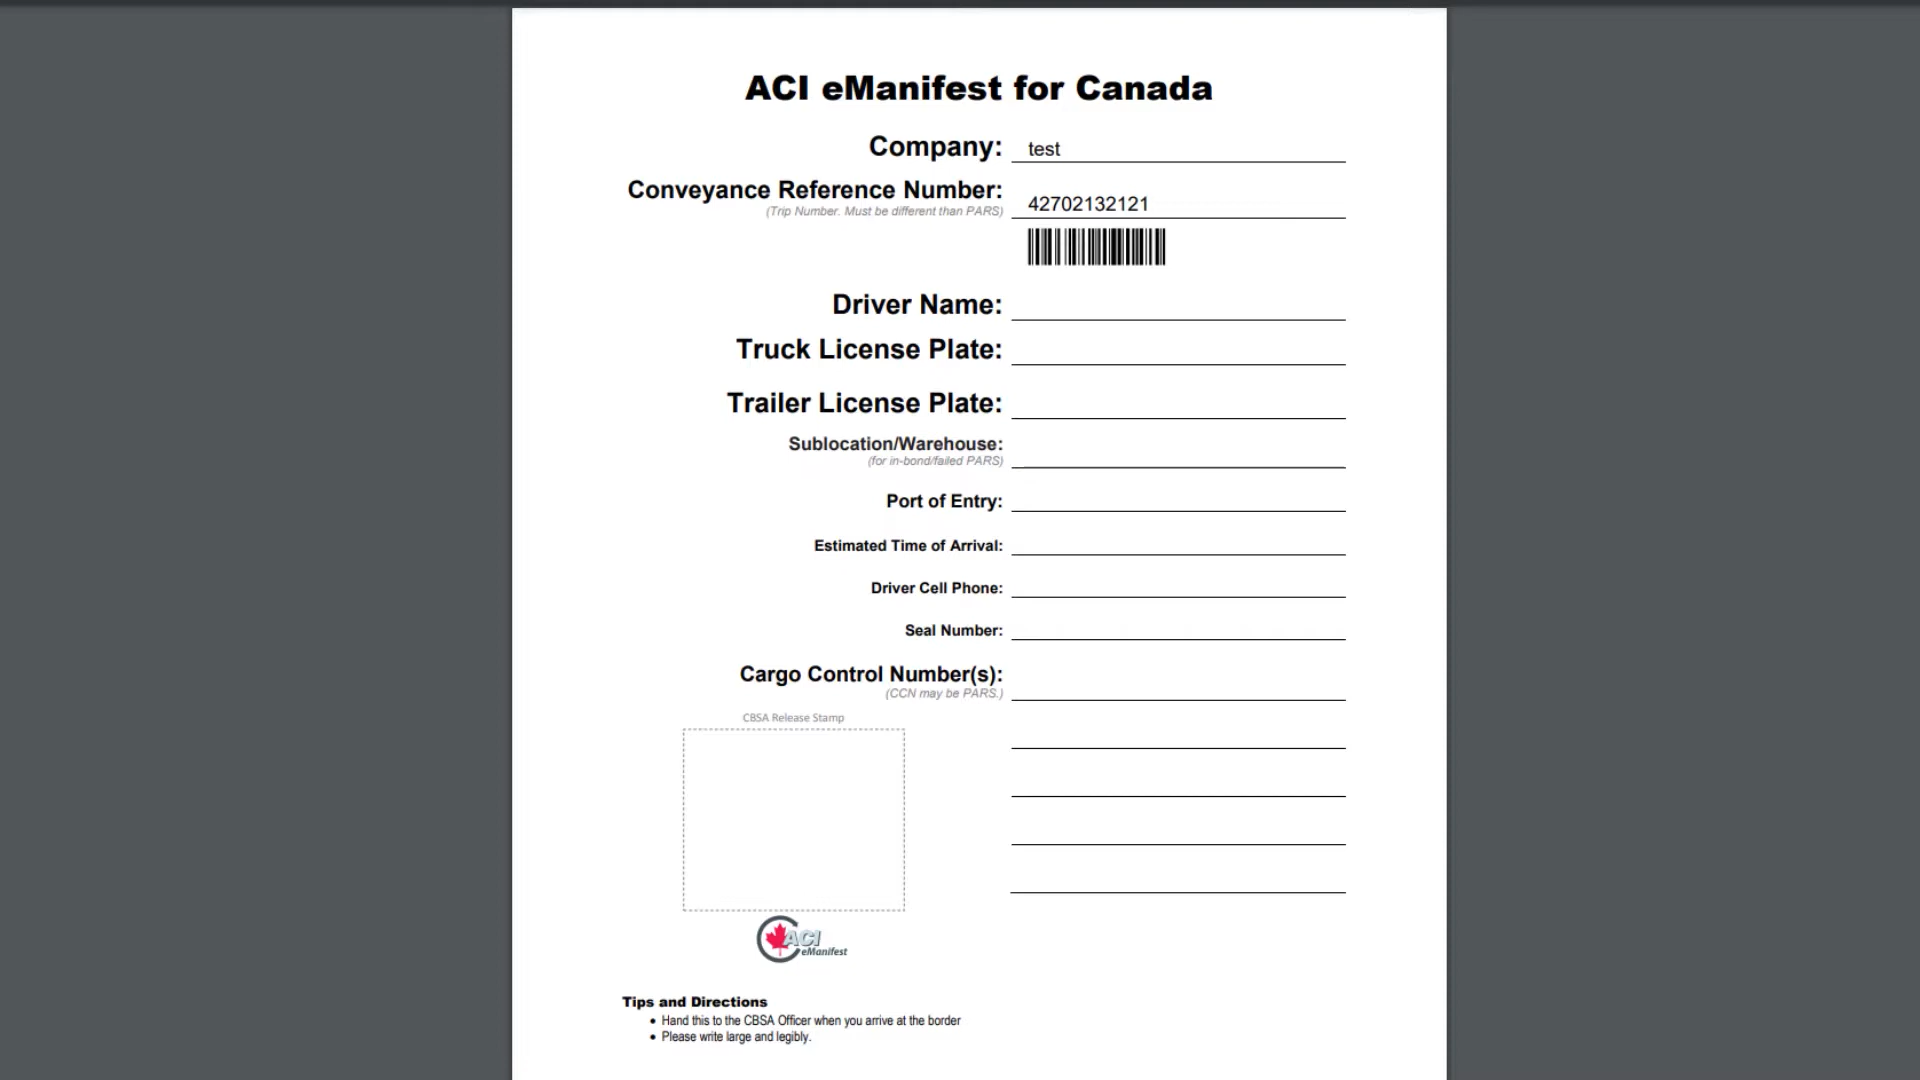 ACI eManifest for Canada
Company: test
Conveyance Reference Number: 42702132121
(Trip Number. Must be different than PARS)
Driver Name:
Truck License Plate:
Trailer License Plate:
Sublocation/Warehouse:
(for in-bond/failed PARS)
Port of Entry:
Estimated Time of Arrival:
Driver Cell Phone:
Seal Number:
Cargo Control Number(s):
(CCN may be PARS.)
CBSA Release Stamp
ACI
eManifest
Tips and Directions
• Hand this to the CBSA Officer when you arrive at the border
• Please write large and legibly.